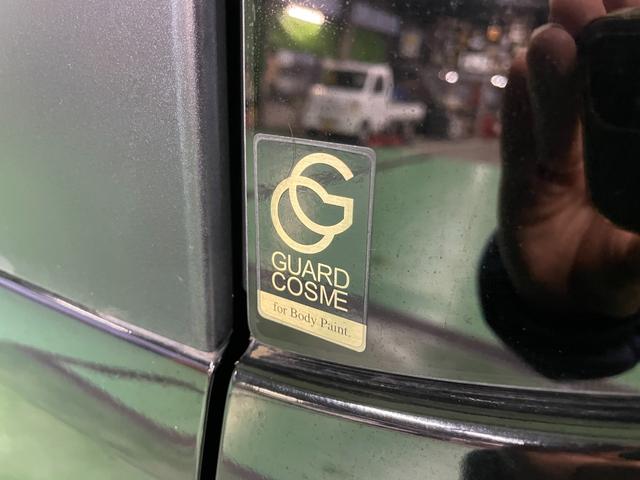 GUARD
COSME
for Body Paint.